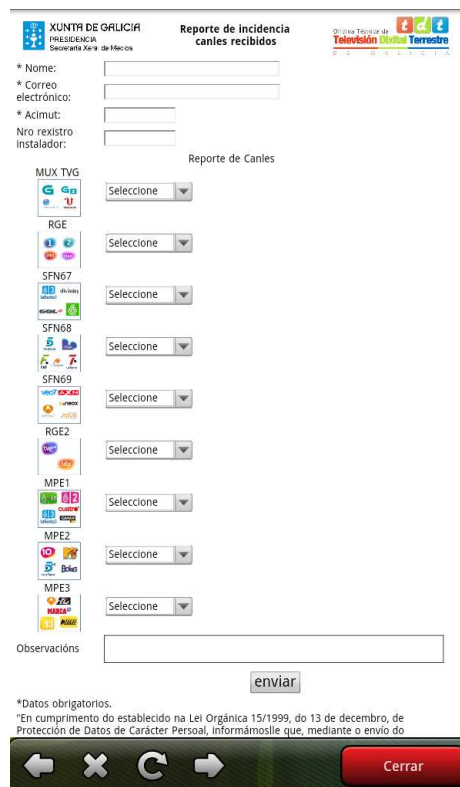 XUNTA DE GALICIA
PRESIDENCIA
Secretaría Xeral de Medios
Reporte de incidencia
canles recibidos
Oficina Técnica da
tdt
Televisión Dixital Terrestre
DE GALICIA
* Nome:
* Correo
electrónico:
* Acimut:
Nro rexistro
instalador:
Reporte de Canles
MUX TVG
Seleccione
RGE
Seleccione
SFN67
Seleccione
SFN68
Seleccione
SFN69
Seleccione
RGE2
Seleccione
MPE1
cuatro
Seleccione
MPE2
Seleccione
MPE3
MARCA
Seleccione
Observacións
enviar
*Datos obrigatorios.
"En cumprimento do establecido na Lei Orgánica 15/1999, do 13 de decembro, de
Protección de Datos de Carácter Persoal, informámoslle que, mediante o envío do
Cerrar